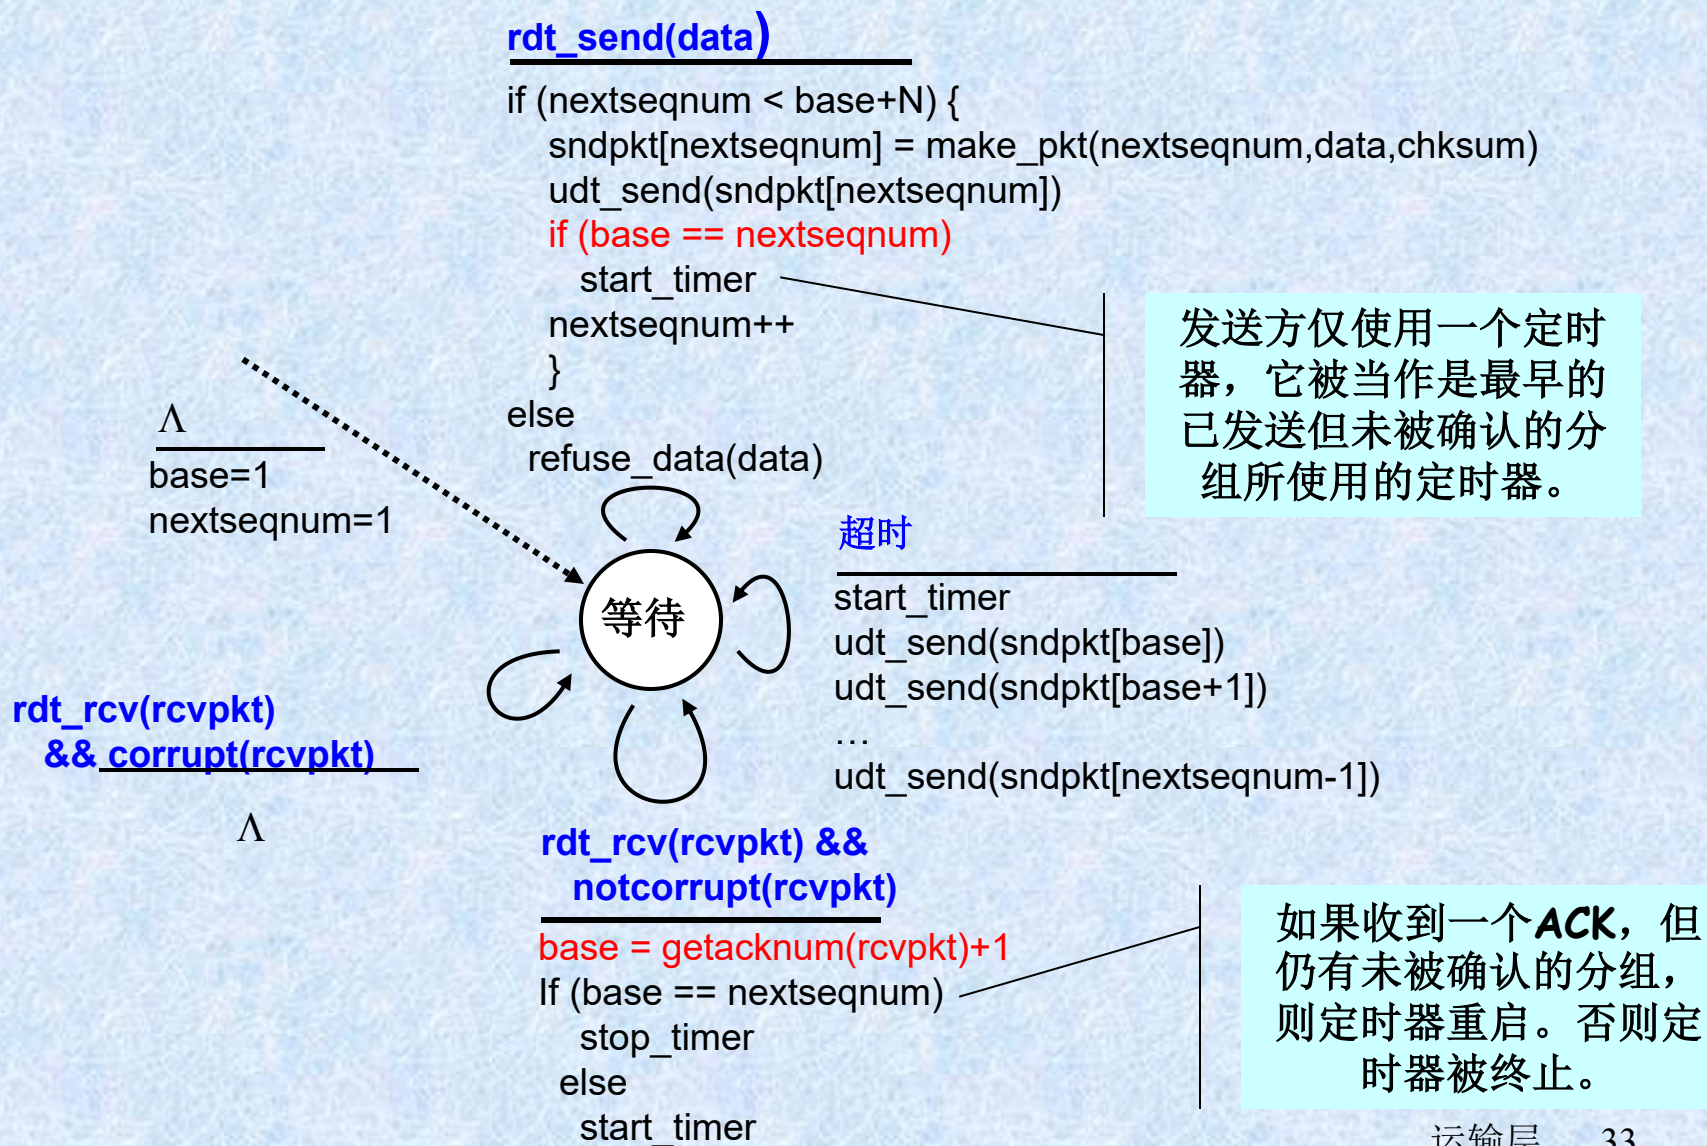 rdt_send(data)
if (nextseqnum < base+N) {
sndpkt[nextseqnum] = make_pkt(nextseqnum,data,chksum)
udt_send(sndpkt[nextseqnum])
if (base == nextseqnum)
start_timer
nextseqnum++
}
else
refuse_data(data)
发送方仅使用一个定时
器，它被当作是最早的
已发送但未被确认的分
组所使用的定时器。
Λ
base=1
nextseqnum=1
等待
超时
start_timer
udt_send(sndpkt[base])
udt_send(sndpkt[base+1])
…
udt_send(sndpkt[nextseqnum-1])
rdt_rcv(rcvpkt)
&& corrupt(rcvpkt)
Λ
rdt_rcv(rcvpkt) &&
notcorrupt(rcvpkt)
base = getacknum(rcvpkt)+1
If (base == nextseqnum)
stop_timer
else
start_timer
如果收到一个ACK，但
仍有未被确认的分组，
则定时器重启。否则定
时器被终止。
运输层 33